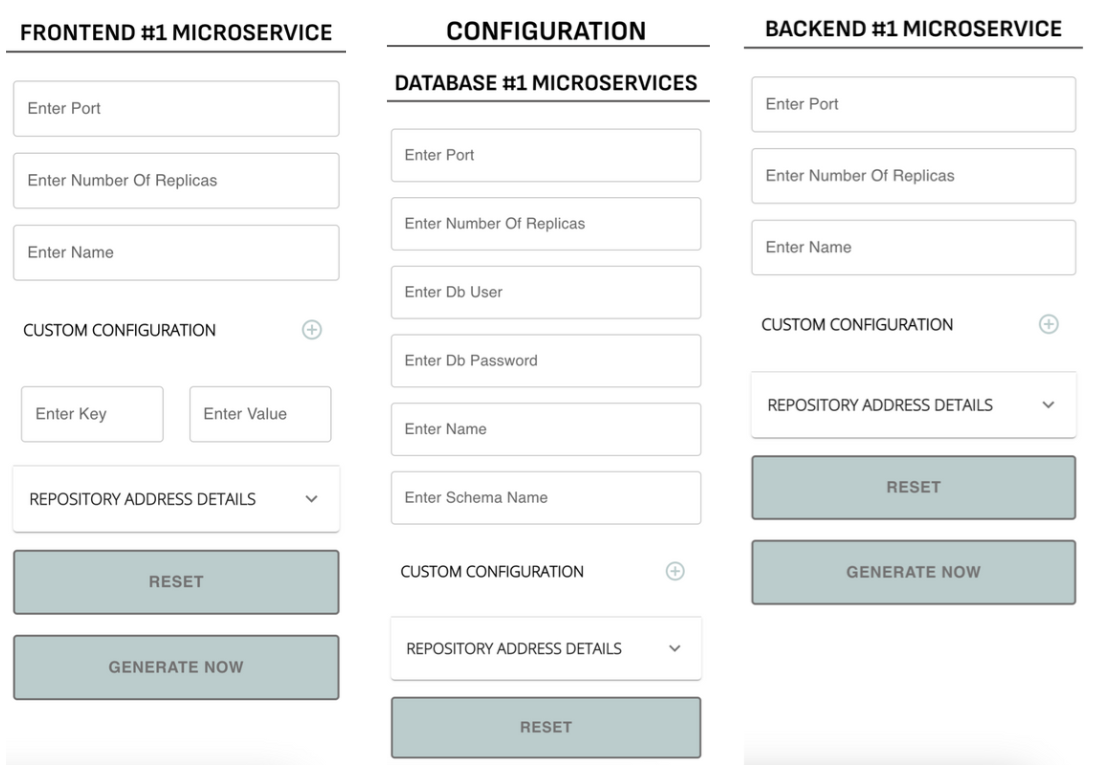 FRONTEND #1 MICROSERVICE
Enter Port
Enter Number Of Replicas
Enter Name
CUSTOM CONFIGURATION
Enter Key
Enter Value
REPOSITORY ADDRESS DETAILS
RESET
GENERATE NOW
CONFIGURATION
DATABASE #1 MICROSERVICES
Enter Port
Enter Number Of Replicas
Enter Db User
Enter Db Password
Enter Name
Enter Schema Name
CUSTOM CONFIGURATION
REPOSITORY ADDRESS DETAILS
RESET
BACKEND #1 MICROSERVICE
Enter Port
Enter Number Of Replicas
Enter Name
CUSTOM CONFIGURATION
REPOSITORY ADDRESS DETAILS
RESET
GENERATE NOW